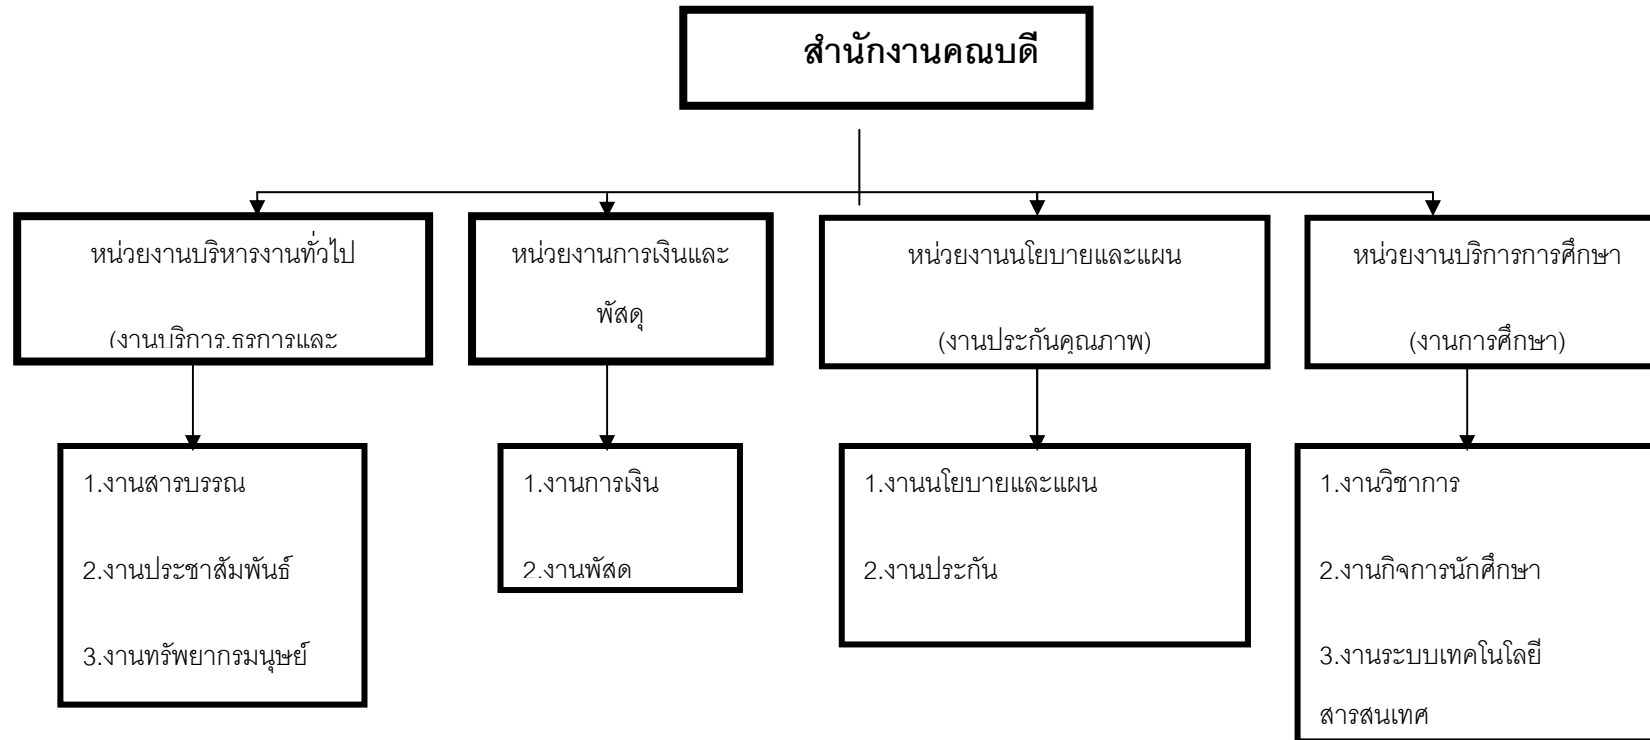 สำนักงานคณบดี
หน่วยงานบริหารงานทั่วไป
(งานบริการ,ธุรการและ
หน่วยงานการเงินและ
พัสดุ
หน่วยงานนโยบายและแผน
(งานประกันคุณภาพ)
หน่วยงานบริการการศึกษา
(งานการศึกษา)
1.งานสารบรรณ
2.งานประชาสัมพันธ์
3.งานทรัพยากรมนุษย์
1.งานการเงิน
2.งานพัสดุ
1.งานนโยบายและแผน
2.งานประกัน
1.งานวิชาการ
2.งานกิจการนักศึกษา
3.งานระบบเทคโนโลยี
สารสนเทศ